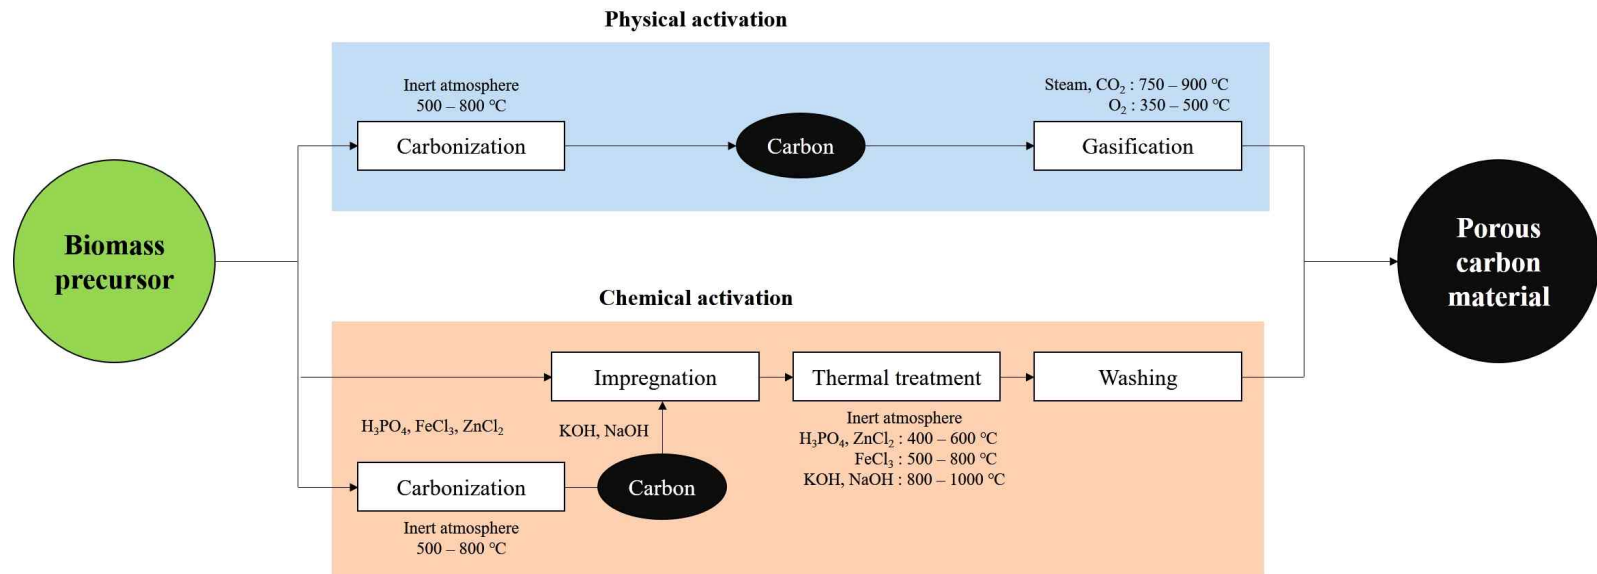 Physical activation
Inert atmosphere
500 – 800 ℃
Carbonization
Carbon
Steam, CO₂ : 750 – 900 ℃
O₂ : 350 – 500 ℃
Gasification
Biomass
precursor
Porous
carbon
material
Chemical activation
Impregnation
Thermal treatment
Washing
H₃PO₄, FeCl₃, ZnCl₂
KOH, NaOH
Inert atmosphere
H₃PO₄, ZnCl₂ : 400 – 600 ℃
FeCl₃ : 500 – 800 ℃
KOH, NaOH : 800 – 1000 ℃
Carbonization
Carbon
Inert atmosphere
500 – 800 ℃